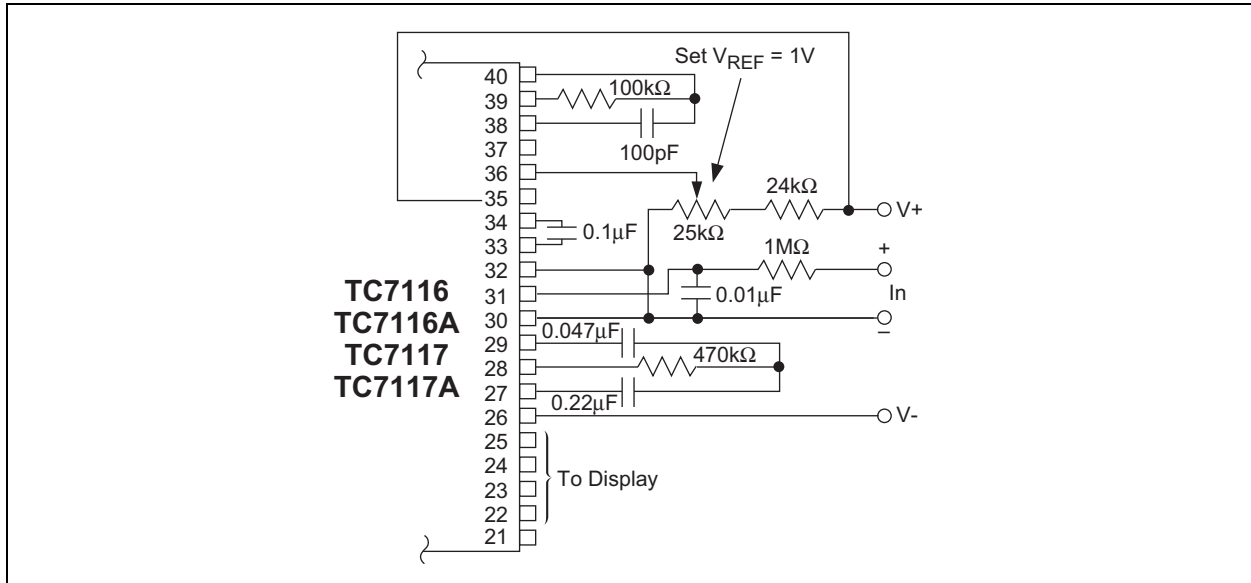 Set VREF = 1V
40
39
100kΩ
38
37
100pF
36
35
24kΩ
V+
34
0.1µF
25kΩ
33
1MΩ
+
32
TC7116
31
0.01µF
In
TC7116A
30
–
0.047µF
29
TC7117
28
470kΩ
TC7117A
27
0.22µF
26
V-
25
24
To Display
23
22
21